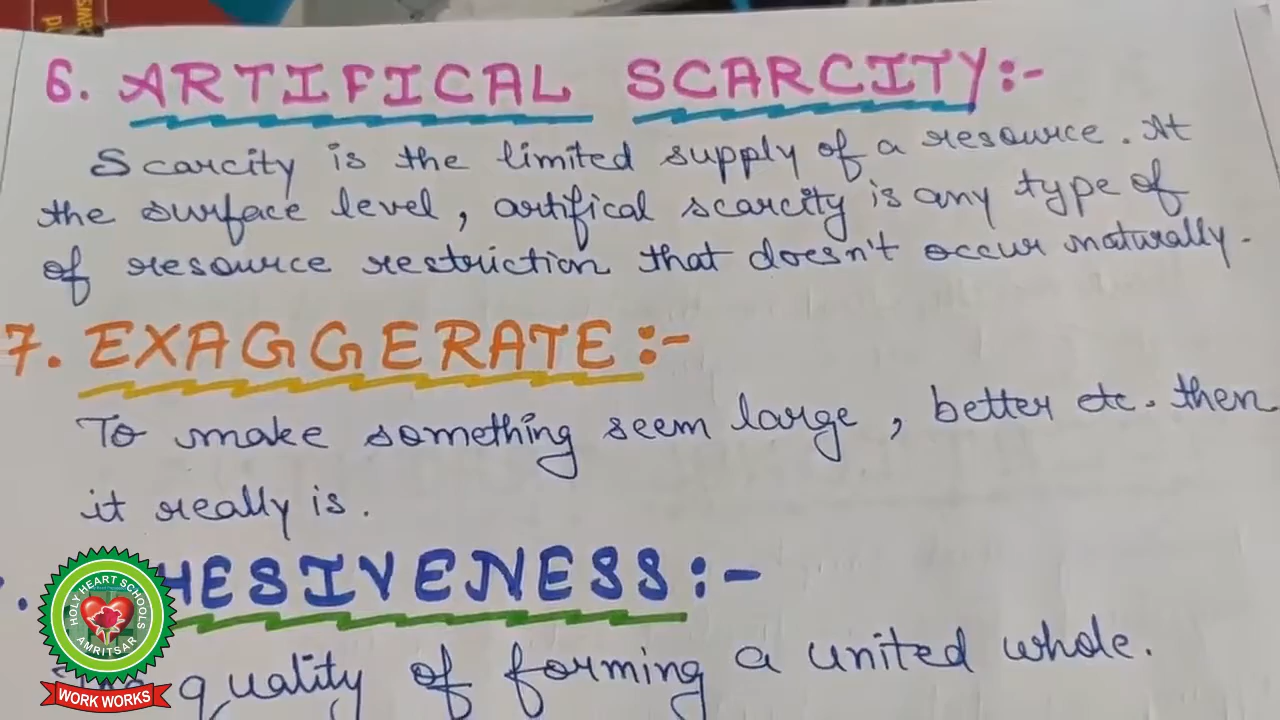 6. ARTIFICAL SCARCITY:-
Scarcity is the limited supply of a resource. At
the surface level, artifical scarcity is any type of
of resource restriction that doesn't occur naturally.
7. EXAGGERATE:-
To make something seem large, better etc. then
it really is.
HESIVENESS:-
quality of forming a united whole.
HOLY HEART SCHOOLS
AMRITSAR
WORK WORKS